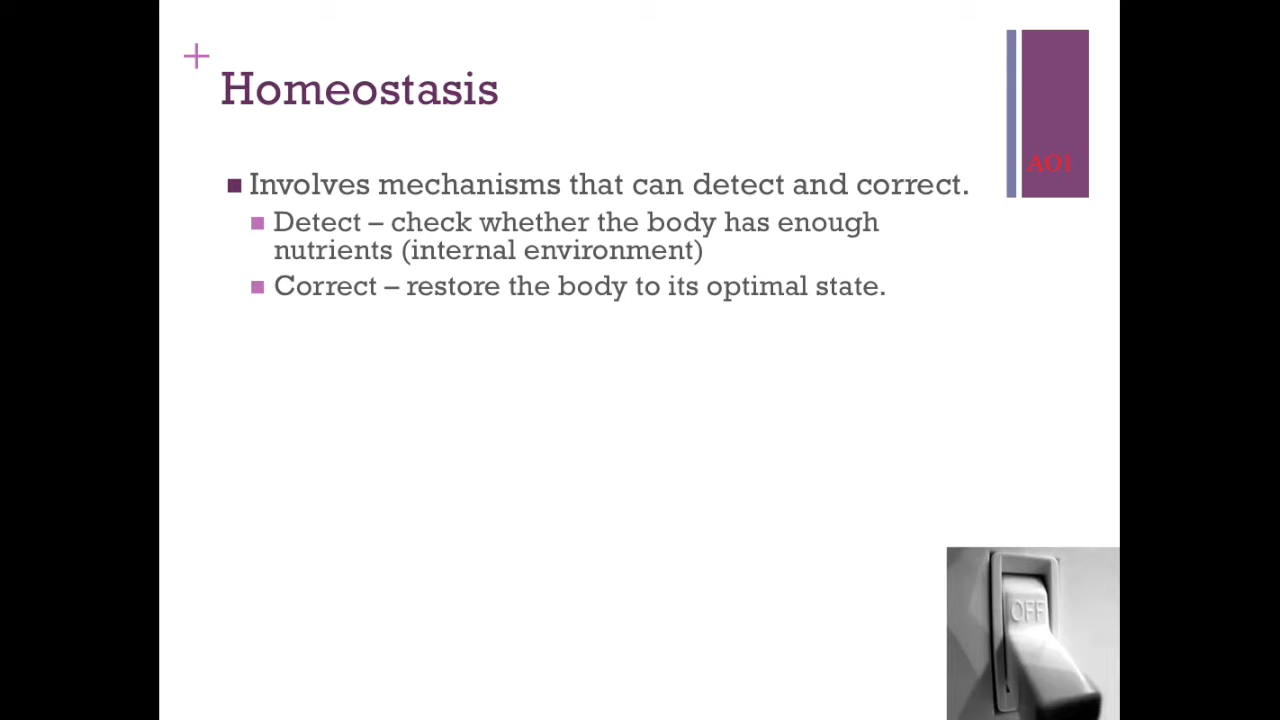 +
Homeostasis
AO1
Involves mechanisms that can detect and correct.
Detect – check whether the body has enough
nutrients (internal environment)
Correct – restore the body to its optimal state.
OFF